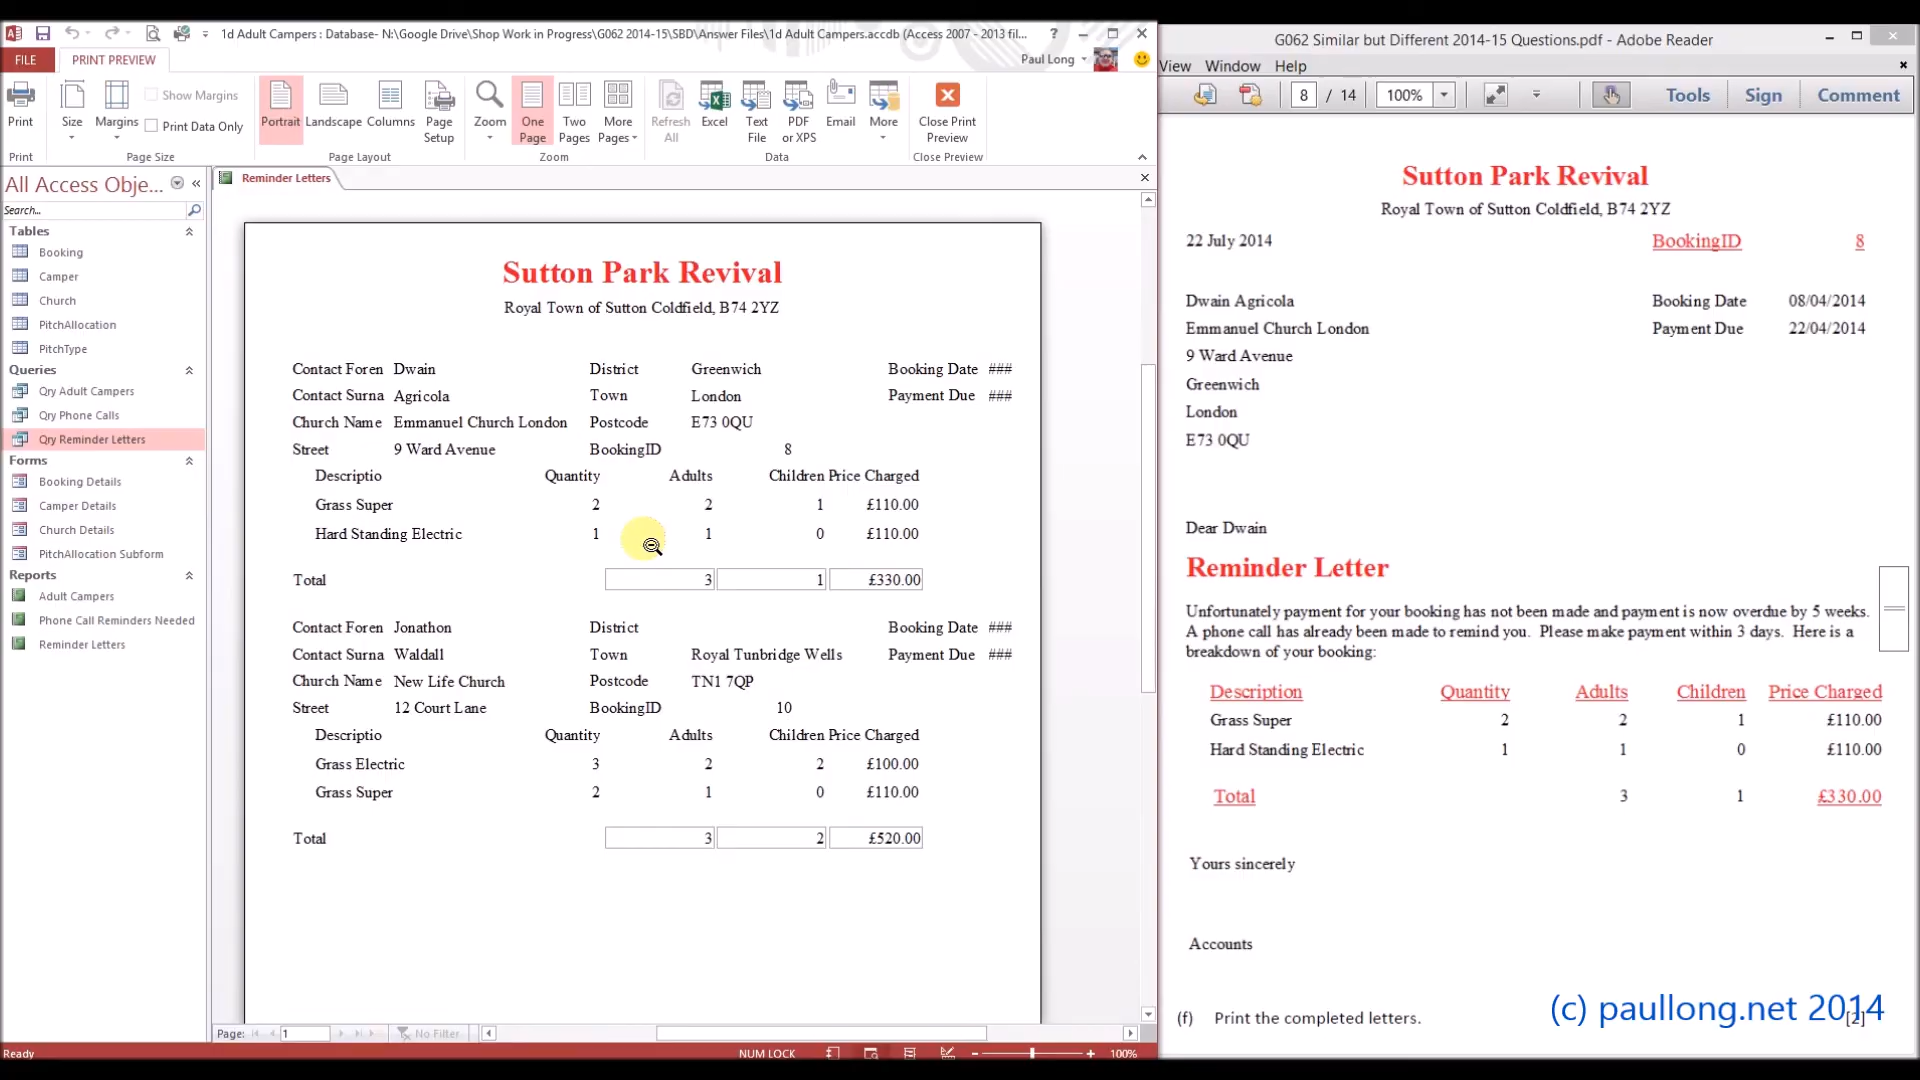 1d Adult Campers : Database- N:\Google Drive\Shop Work in Progress\G062 2014-15\SBD\Answer Files\1d Adult Campers.accdb (Access 2007 - 2013 fil... ?
FILE PRINT PREVIEW Paul Long
Print Size Margins Show Margins Print Data Only Portrait Landscape Columns Page Setup Zoom One Page Two Pages More Pages Refresh All Excel Text File PDF or XPS Email More Close Print Preview
Print Page Size Page Layout Zoom Data Close Preview
All Access Obje...
Search...
Tables
Booking
Camper
Church
PitchAllocation
PitchType
Queries
Qry Adult Campers
Qry Phone Calls
Qry Reminder Letters
Forms
Booking Details
Camper Details
Church Details
PitchAllocation Subform
Reports
Adult Campers
Phone Call Reminders Needed
Reminder Letters
Reminder Letters
Sutton Park Revival
Royal Town of Sutton Coldfield, B74 2YZ
Contact Foren Dwain District Greenwich Booking Date ###
Contact Surna Agricola Town London Payment Due ###
Church Name Emmanuel Church London Postcode E73 0QU
Street 9 Ward Avenue BookingID 8
Descriptio Quantity Adults Children Price Charged
Grass Super 2 2 1 £110.00
Hard Standing Electric 1 1 0 £110.00
Total 3 1 £330.00
Contact Foren Jonathon District Booking Date ###
Contact Surna Waldall Town Royal Tunbridge Wells Payment Due ###
Church Name New Life Church Postcode TN1 7QP
Street 12 Court Lane BookingID 10
Descriptio Quantity Adults Children Price Charged
Grass Electric 3 2 2 £100.00
Grass Super 2 1 0 £110.00
Total 3 2 £520.00
Page: 1 No Filter
Ready NUM LOCK 100%
G062 Similar but Different 2014-15 Questions.pdf - Adobe Reader
View Window Help
8 / 14 100% Tools Sign Comment
Sutton Park Revival
Royal Town of Sutton Coldfield, B74 2YZ
22 July 2014 BookingID 8
Dwain Agricola Booking Date 08/04/2014
Emmanuel Church London Payment Due 22/04/2014
9 Ward Avenue
Greenwich
London
E73 0QU
Dear Dwain
Reminder Letter
Unfortunately payment for your booking has not been made and payment is now overdue by 5 weeks.
A phone call has already been made to remind you. Please make payment within 3 days. Here is a
breakdown of your booking:
Description Quantity Adults Children Price Charged
Grass Super 2 2 1 £110.00
Hard Standing Electric 1 1 0 £110.00
Total 3 1 £330.00
Yours sincerely
Accounts
(c) paullong.net 2014
(f) Print the completed letters. [2]